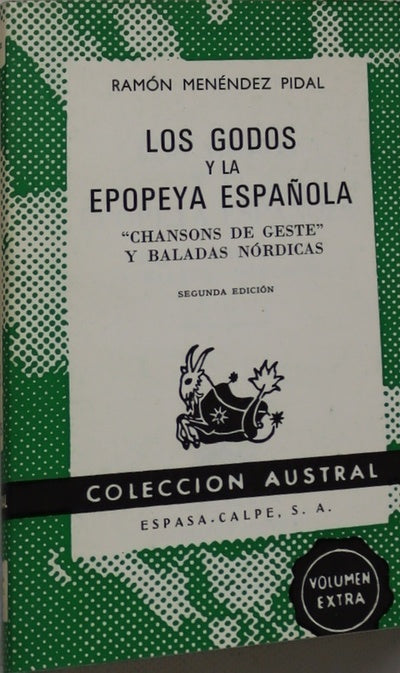 RAMÓN MENÉNDEZ PIDAL
LOS GODOS
Y LA
EPOPEYA ESPAÑOLA
"CHANSONS DE GESTE"
Y BALADAS NÓRDICAS
SEGUNDA EDICIÓN
COLECCION AUSTRAL
ESPASA-CALPE, S. A.
VOLUMEN
EXTRA